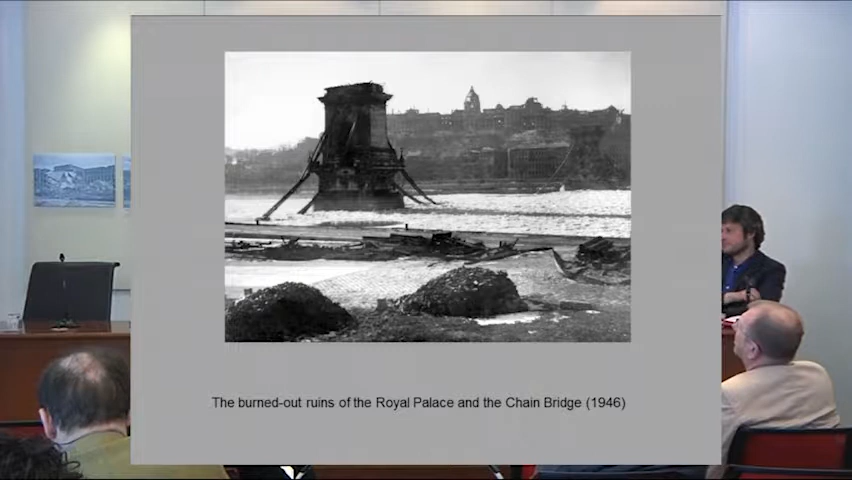 The burned-out ruins of the Royal Palace and the Chain Bridge (1946)